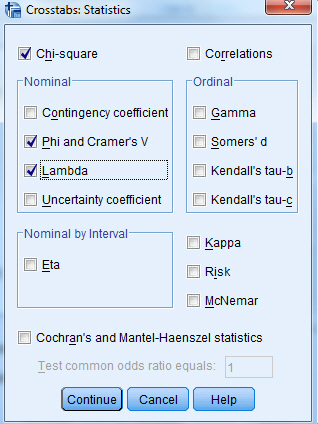 Crosstabs: Statistics
Chi-square
Correlations
Nominal
Contingency coefficient
Phi and Cramer's V
Lambda
Uncertainty coefficient
Ordinal
Gamma
Somers' d
Kendall's tau-b
Kendall's tau-c
Nominal by Interval
Eta
Kappa
Risk
McNemar
Cochran's and Mantel-Haenszel statistics
Test common odds ratio equals: 1
Continue Cancel Help